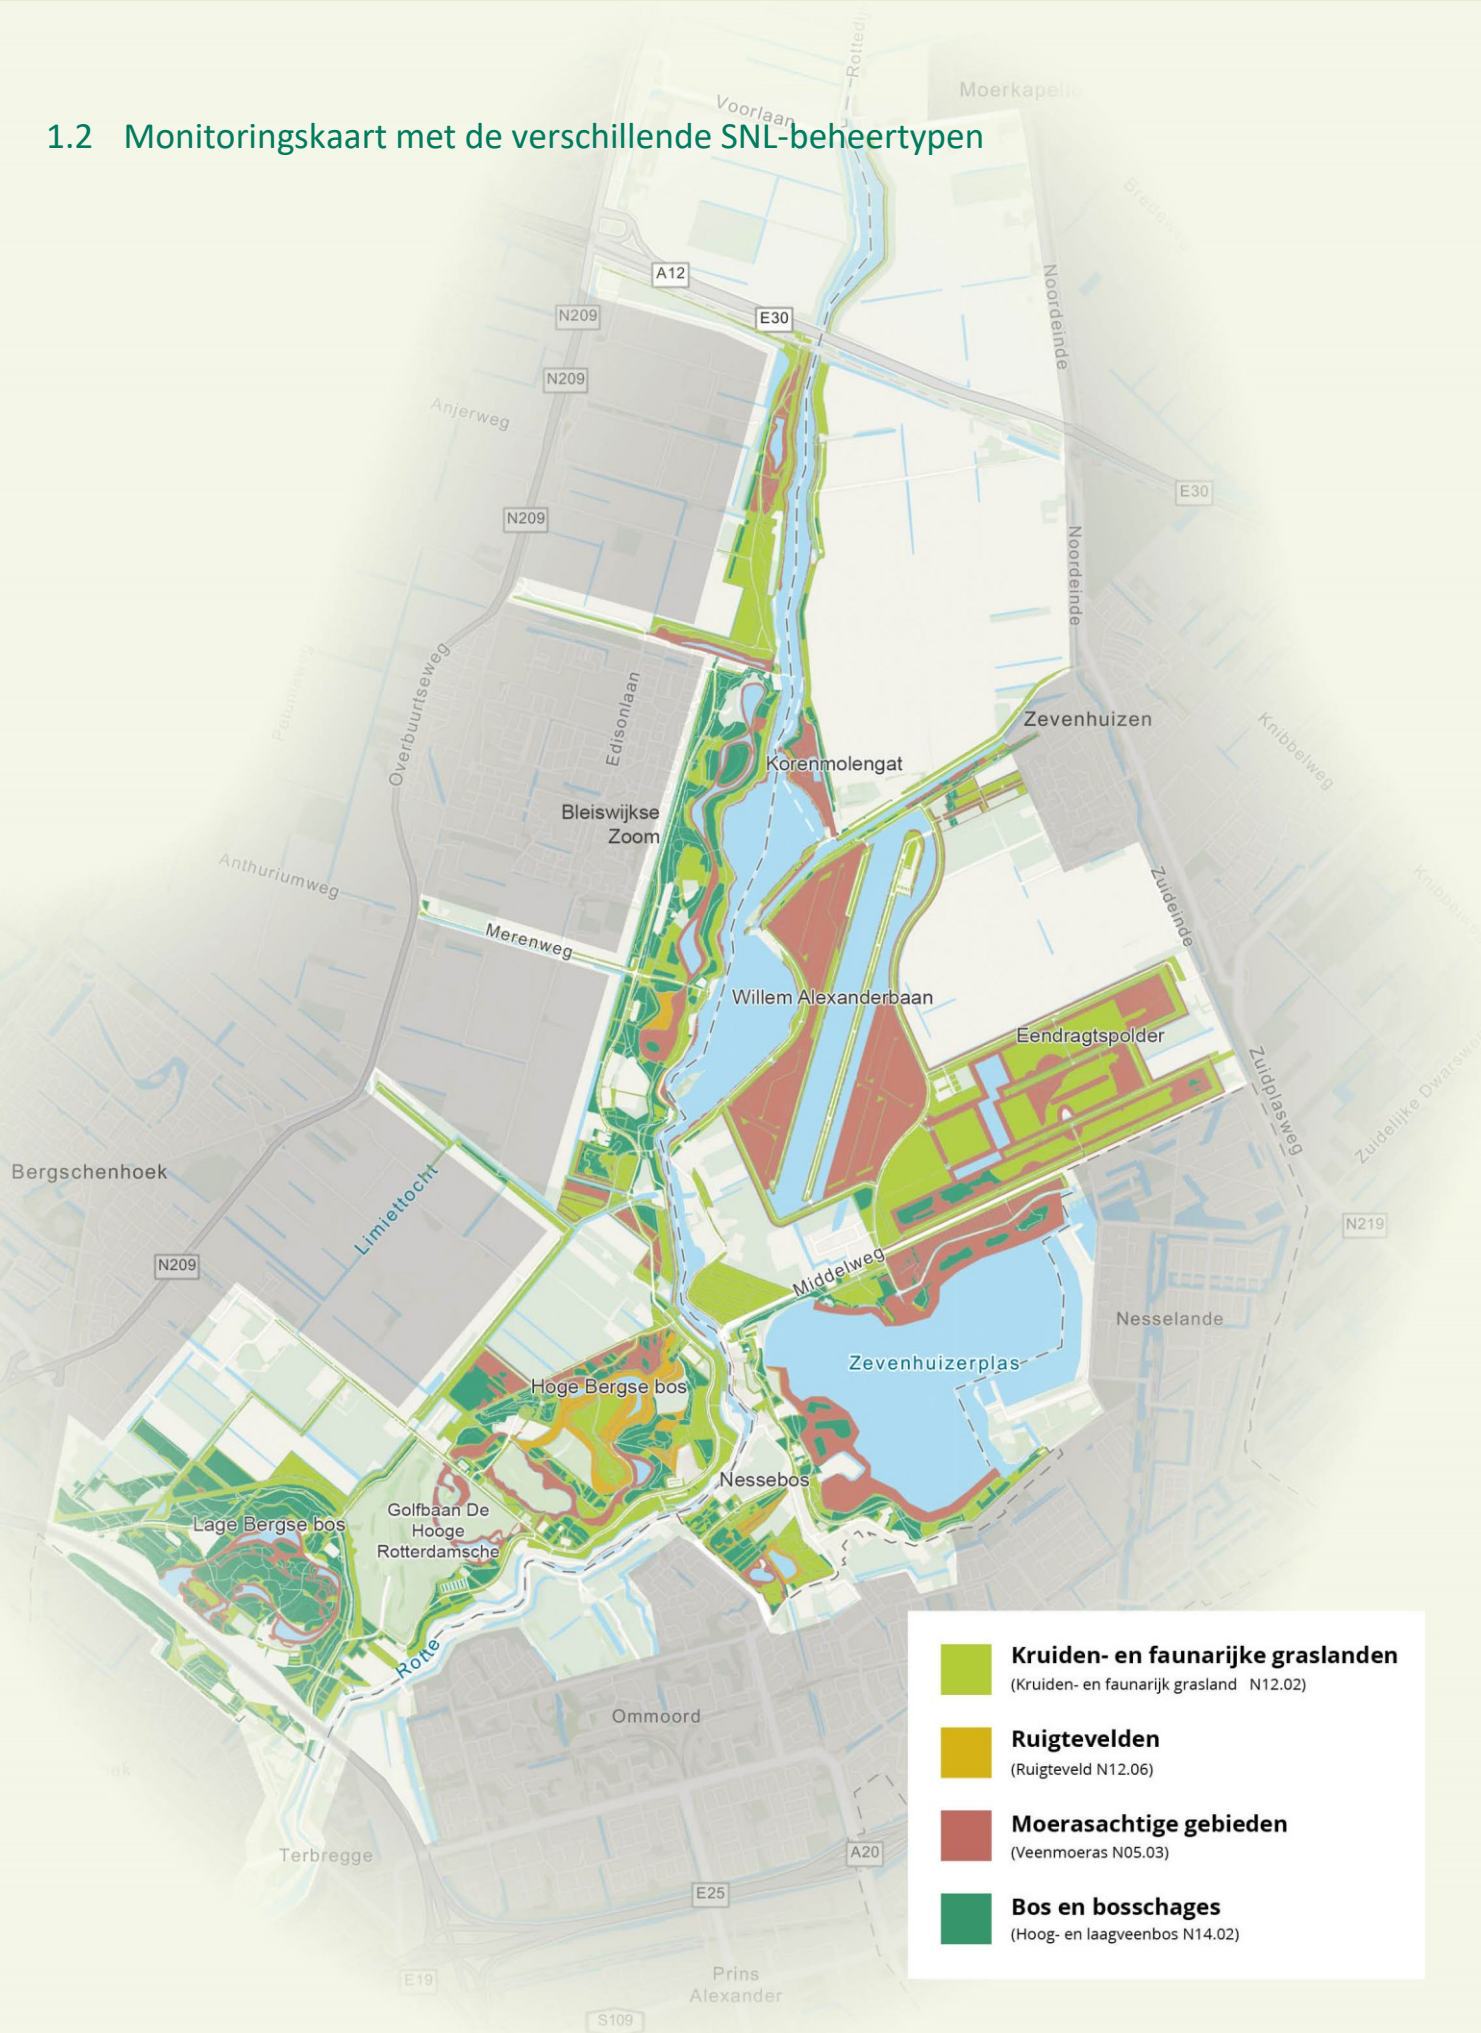 1.2 Monitoringskaart met de verschillende SNL-beheertypen
Rottedij
Moerkapelle
Voorlaan
Bredeweg
A12
N209
E30
Noordeinde
N209
Anjerweg
E30
N209
Noordeinde
Overbuurtseweg
Edisonlaan
Zevenhuizen
Knibbelweg
Korenmolengat
Bleiswijkse
Zoom
Anthuriumweg
Zuideinde
Merenweg
Willem Alexanderbaan
Eendragtspolder
Zuidplasweg
Zuidelijke Dwarsweg
Bergschenhoek
Limiettocht
N219
N209
Middelweg
Nesselande
Zevenhuizerplas
Hoge Bergse bos
Nessebos
Lage Bergse bos
Golfbaan De
Hooge
Rotterdamsche
Rotte
Ommoord
Terbregge
A20
E25
E19
Prins
Alexander
S109
Kruiden- en faunarijke graslanden
(Kruiden- en faunarijk grasland N12.02)
Ruigtevelden
(Ruigteveld N12.06)
Moerasachtige gebieden
(Veenmoeras N05.03)
Bos en bosschages
(Hoog- en laagveenbos N14.02)